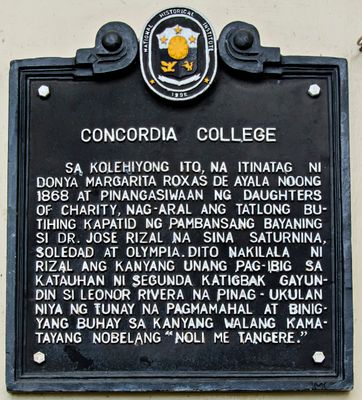 NATIONAL HISTORICAL INSTITUTE
1996
CONCORDIA COLLEGE
SA KOLEHIYONG ITO, NA ITINATAG NI
DONYA MARGARITA ROXAS DE AYALA NOONG
1868 AT PINANGASIWAAN NG DAUGHTERS
OF CHARITY, NAG-ARAL ANG TATLONG BU-
TIHING KAPATID NG PAMBANSANG BAYANING
SI DR. JOSE RIZAL NA SINA SATURNINA,
SOLEDAD AT OLYMPIA. DITO NAKILALA NI
RIZAL ANG KANYANG UNANG PAG-IBIG SA
KATAUHAN NI SEGUNDA KATIGBAK GAYUN-
DIN SI LEONOR RIVERA NA PINAG-UKULAN
NIYA NG TUNAY NA PAGMAMAHAL AT BINIG-
YANG BUHAY SA KANYANG WALANG KAMA-
TAYANG NOBELANG "NOLI ME TANGERE."